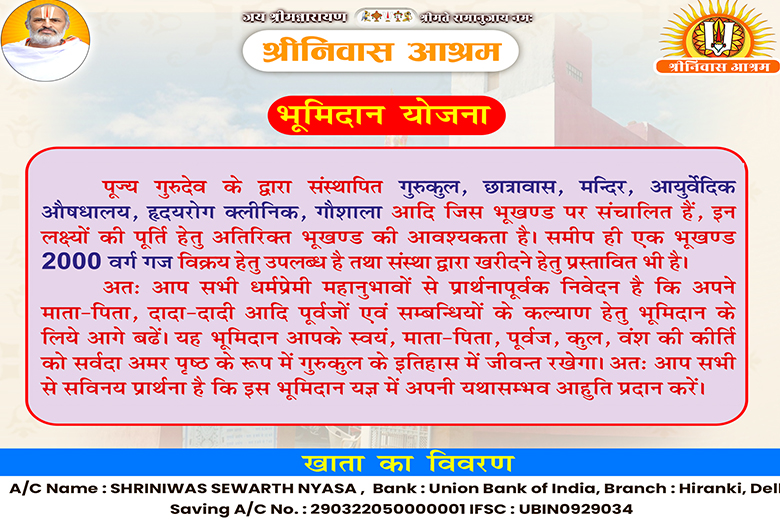 जय श्रीमन्नारायण श्रीमते रामानुजाय नमः
श्रीनिवास आश्रम
श्रीनिवास आश्रम
भूमिदान योजना
पूज्य गुरुदेव के द्वारा संस्थापित गुरुकुल, छात्रावास, मन्दिर, आयुर्वेदिक
औषधालय, हृदयरोग क्लीनिक, गौशाला आदि जिस भूखण्ड पर संचालित हैं, इन
लक्ष्यों की पूर्ति हेतु अतिरिक्त भूखण्ड की आवश्यकता है। समीप ही एक भूखण्ड
2000 वर्ग गज विक्रय हेतु उपलब्ध है तथा संस्था द्वारा खरीदने हेतु प्रस्तावित भी है।
अतः आप सभी धर्मप्रेमी महानुभावों से प्रार्थनापूर्वक निवेदन है कि अपने
माता-पिता, दादा-दादी आदि पूर्वजों एवं सम्बन्धियों के कल्याण हेतु भूमिदान के
लिये आगे बढें। यह भूमिदान आपके स्वयं, माता-पिता, पूर्वज, कुल, वंश की कीर्ति
को सर्वदा अमर पृष्ठ के रूप में गुरुकुल के इतिहास में जीवन्त रखेगा। अतः आप सभी
से सविनय प्रार्थना है कि इस भूमिदान यज्ञ में अपनी यथासम्भव आहुति प्रदान करें।
खाता का विवरण
A/C Name : SHRINIWAS SEWARTH NYASA , Bank : Union Bank of India, Branch : Hiranki, Del
Saving A/C No. : 290322050000001 IFSC : UBIN0929034